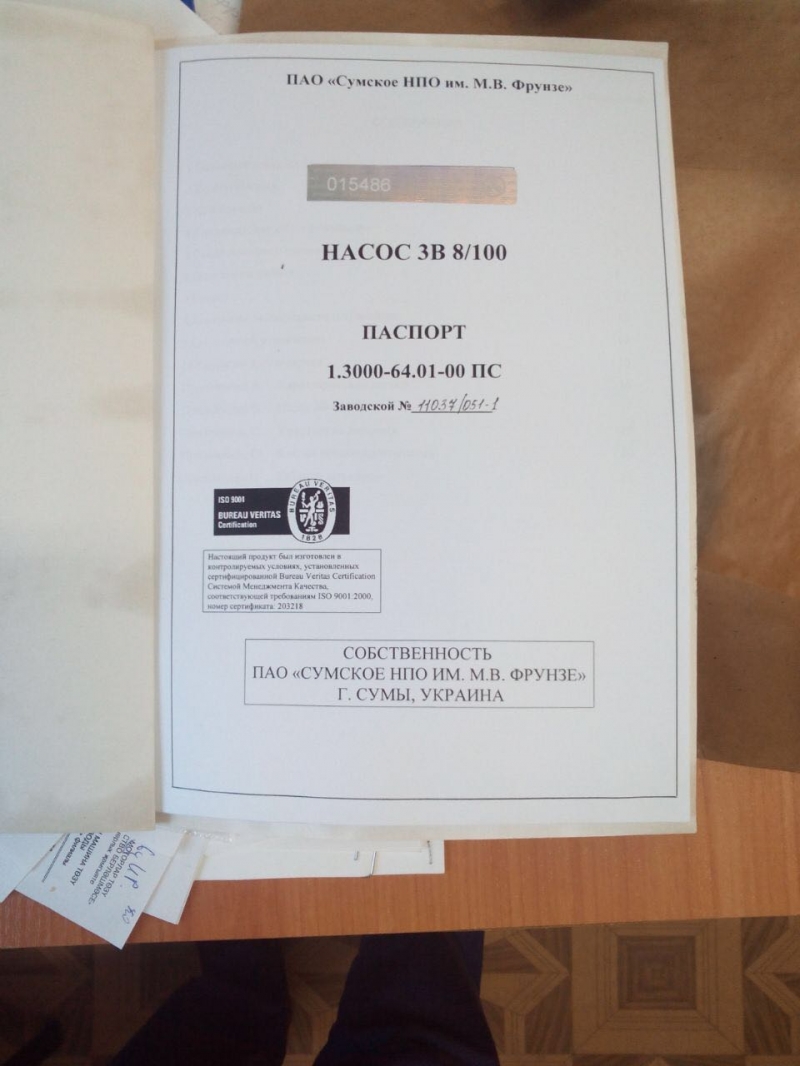 ПАО «Сумское НПО им. М.В. Фрунзе»
015486
НАСОС 3В 8/100
ПАСПОРТ
1.3000-64.01-00 ПС
Заводской № 11037/051-1
ISO 9001
BUREAU VERITAS
Certification
BUREAU VERITAS
1828
Настоящий продукт был изготовлен в
контролируемых условиях, установленных
сертифицированной Bureau Veritas Certification
Системой Менеджмента Качества,
соответствующей требованиям ISO 9001:2000,
номер сертификата: 203218
СОБСТВЕННОСТЬ
ПАО «СУМСКОЕ НПО ИМ. М.В. ФРУНЗЕ»
Г. СУМЫ, УКРАИНА
МАШИНА ТӨЗҮ